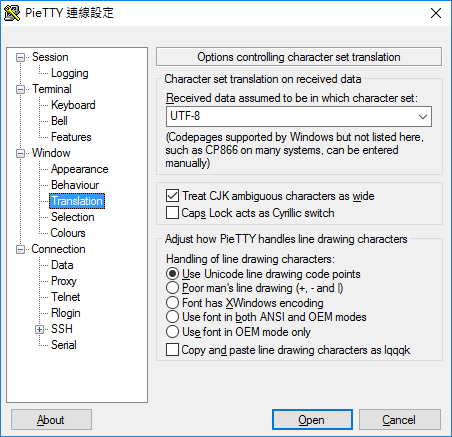 PieTTY 連線設定
Session
Logging
Terminal
Keyboard
Bell
Features
Window
Appearance
Behaviour
Translation
Selection
Colours
Connection
Data
Proxy
Telnet
Rlogin
SSH
Serial
Options controlling character set translation
Character set translation on received data
Received data assumed to be in which character set:
UTF-8
(Codepages supported by Windows but not listed here,
such as CP866 on many systems, can be entered
manually)
Treat CJK ambiguous characters as wide
Caps Lock acts as Cyrillic switch
Adjust how PieTTY handles line drawing characters
Handling of line drawing characters:
Use Unicode line drawing code points
Poor man's line drawing (+, - and |)
Font has XWindows encoding
Use font in both ANSI and OEM modes
Use font in OEM mode only
Copy and paste line drawing characters as lqqqk
About
Open
Cancel